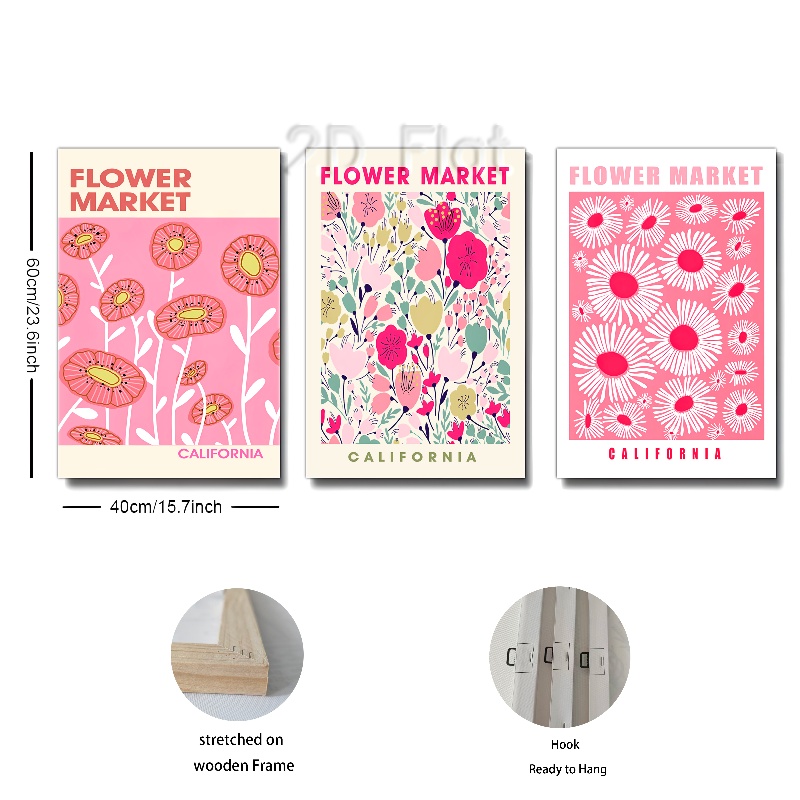 2D Flat
FLOWER
MARKET
CALIFORNIA
FLOWER MARKET
CALIFORNIA
FLOWER MARKET
CALIFORNIA
60cm/23.6inch
40cm/15.7inch
stretched on
wooden Frame
Hook
Ready to Hang